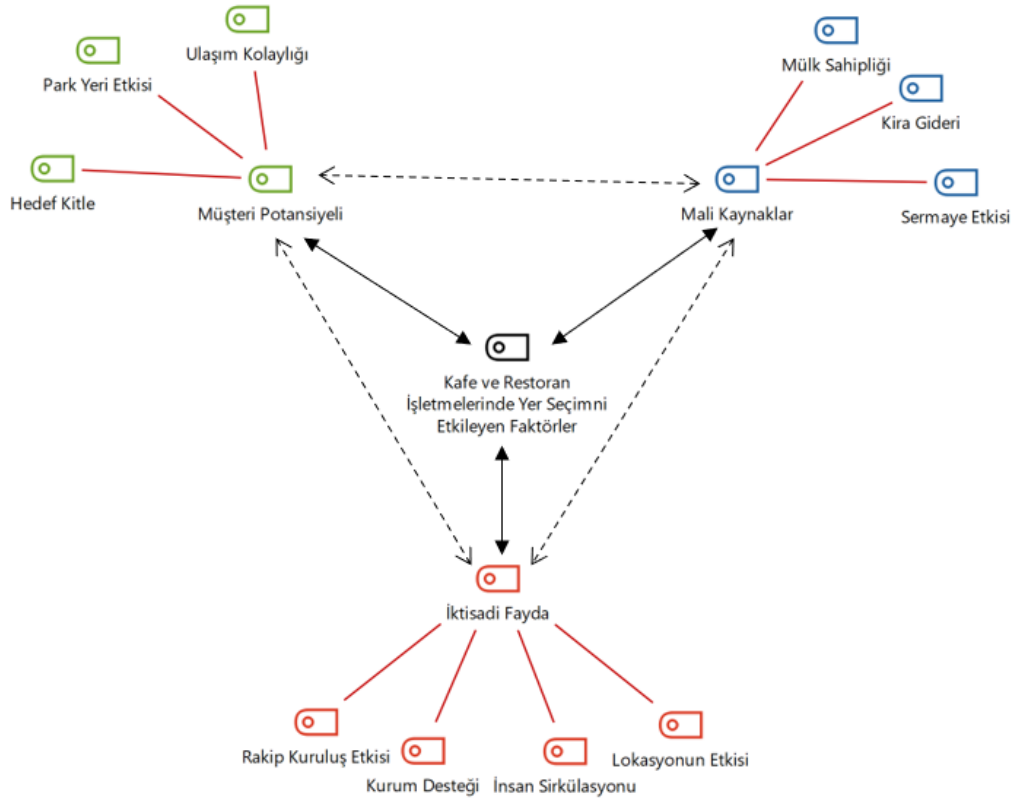 Ulaşım Kolaylığı
Park Yeri Etkisi
Hedef Kitle
Müşteri Potansiyeli
Mülk Sahipliği
Kira Gideri
Mali Kaynaklar
Sermaye Etkisi
Kafe ve Restoran
İşletmelerinde Yer Seçimni
Etkileyen Faktörler
İktisadi Fayda
Rakip Kuruluş Etkisi
Kurum Desteği
İnsan Sirkülasyonu
Lokasyonun Etkisi